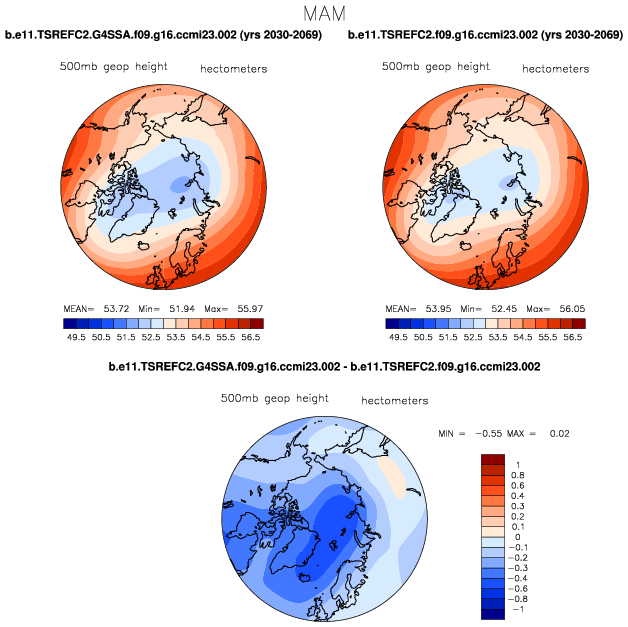 MAM
b.e11.TSREFC2.G4SSA.f09.g16.ccmi23.002 (yrs 2030-2069) b.e11.TSREFC2.f09.g16.ccmi23.002 (yrs 2030-2069)
500mb geop height hectometers 500mb geop height hectometers
MEAN= 53.72 Min= 51.94 Max= 55.97 MEAN= 53.95 Min= 52.45 Max= 56.05
49.5 50.5 51.5 52.5 53.5 54.5 55.5 56.5 49.5 50.5 51.5 52.5 53.5 54.5 55.5 56.5
b.e11.TSREFC2.G4SSA.f09.g16.ccmi23.002 - b.e11.TSREFC2.f09.g16.ccmi23.002
500mb geop height hectometers
MIN = -0.55 MAX = 0.02
1
0.8
0.6
0.4
0.3
0.2
0.1
0
-0.1
-0.2
-0.3
-0.4
-0.6
-0.8
-1